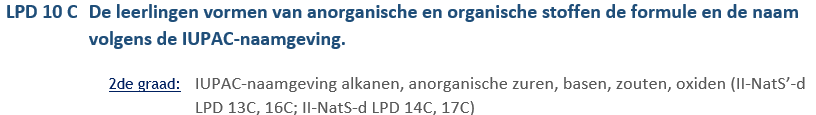 LPD 10 C De leerlingen vormen van anorganische en organische stoffen de formule en de naam
volgens de IUPAC-naamgeving.
2de graad: IUPAC-naamgeving alkanen, anorganische zuren, basen, zouten, oxiden (II-NatS’-d
LPD 13C, 16C; II-NatS-d LPD 14C, 17C)